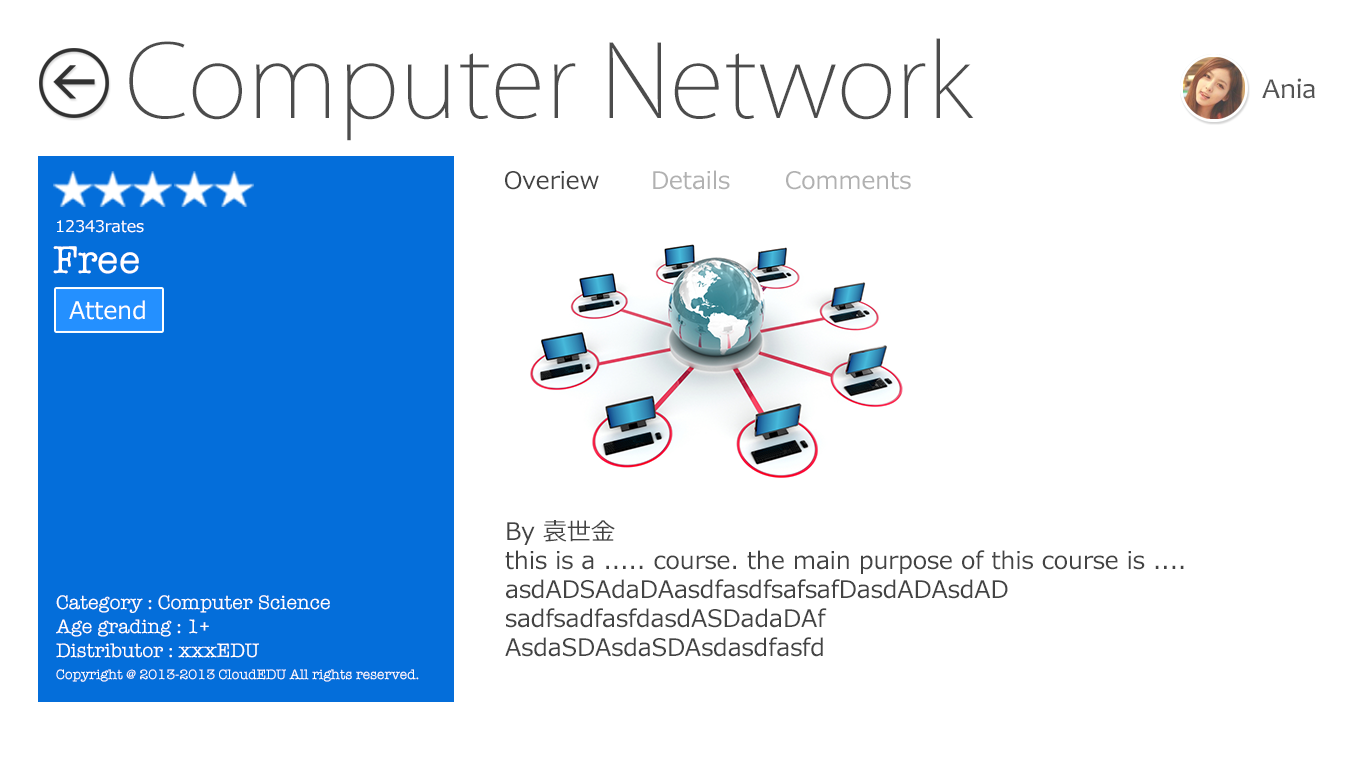 Computer Network
Ania
12343rates
Free
Attend
Category : Computer Science
Age grading : 1+
Distributor : xxxEDU
Copyright @ 2013-2013 CloudEDU All rights reserved.
Overiew Details Comments
By 袁世金
this is a ..... course. the main purpose of this course is ....
asdADSAdaDAasdfasdfsafsafDasdADAsdAD
sadfsadfasfdasdASDadaDAf
AsdaSDAsdaSDAsdasdfasfd